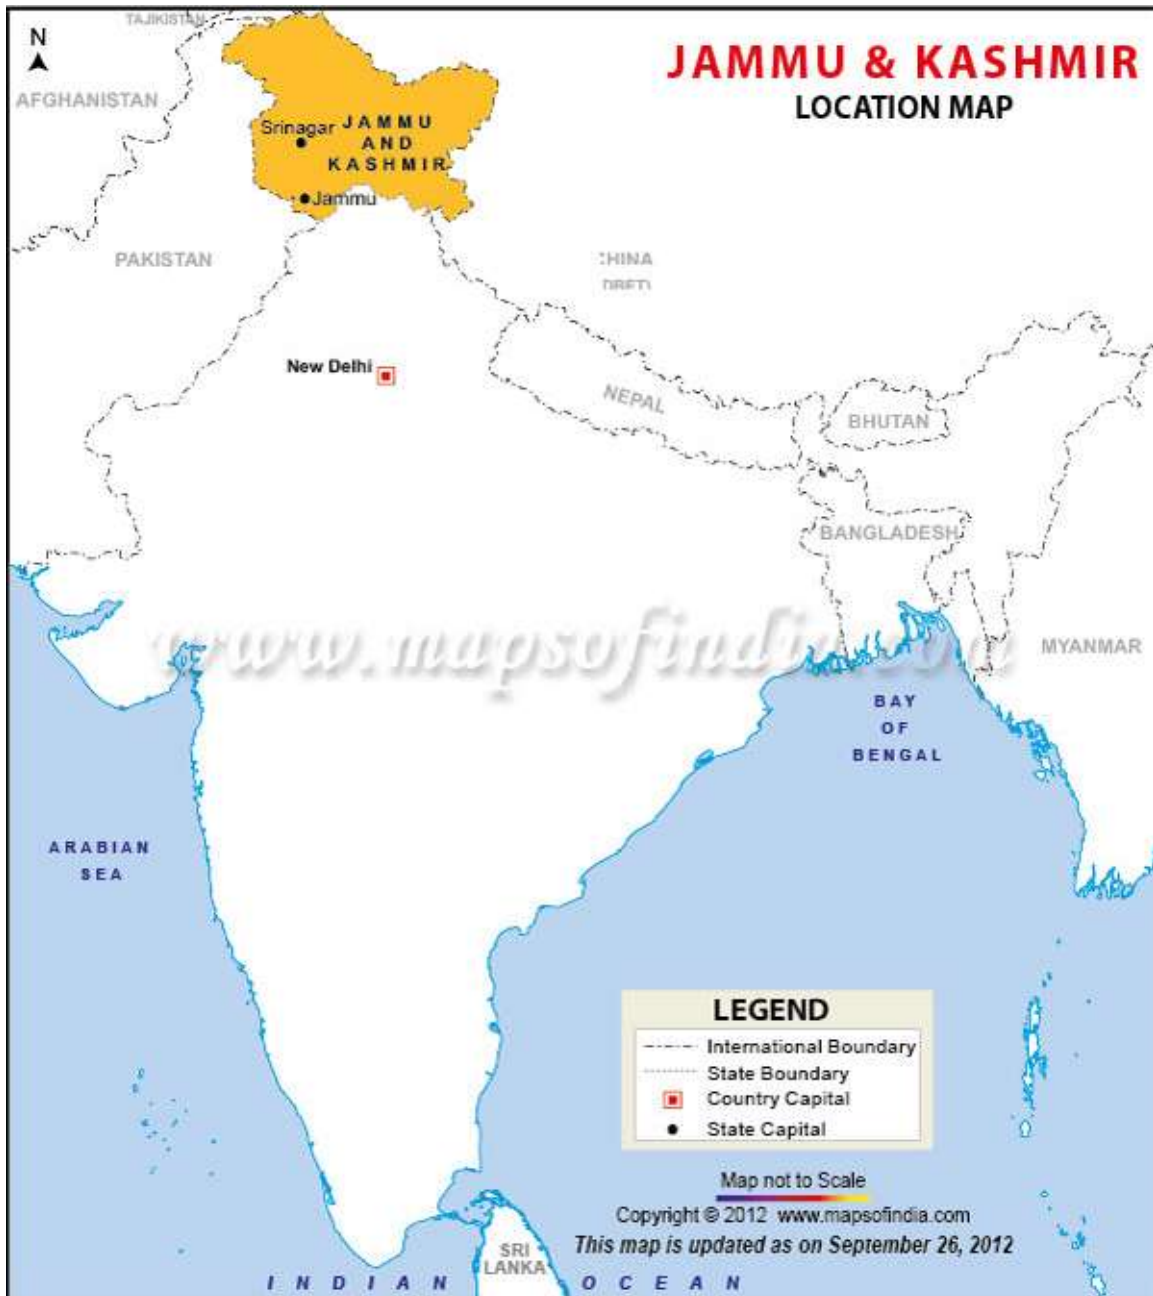 TAJIKISTAN
N
JAMMU & KASHMIR
LOCATION MAP
AFGHANISTAN
Srinagar
JAMMU
AND
KASHMIR
Jammu
PAKISTAN
CHINA
New Delhi
NEPAL
BHUTAN
BANGLADESH
www.mapsofindia.com
MYANMAR
BAY
OF
BENGAL
ARABIAN
SEA
LEGEND
International Boundary
State Boundary
Country Capital
State Capital
Map not to Scale
Copyright © 2012 www.mapsofindia.com
This map is updated as on September 26, 2012
SRI
LANKA
INDIAN OCEAN